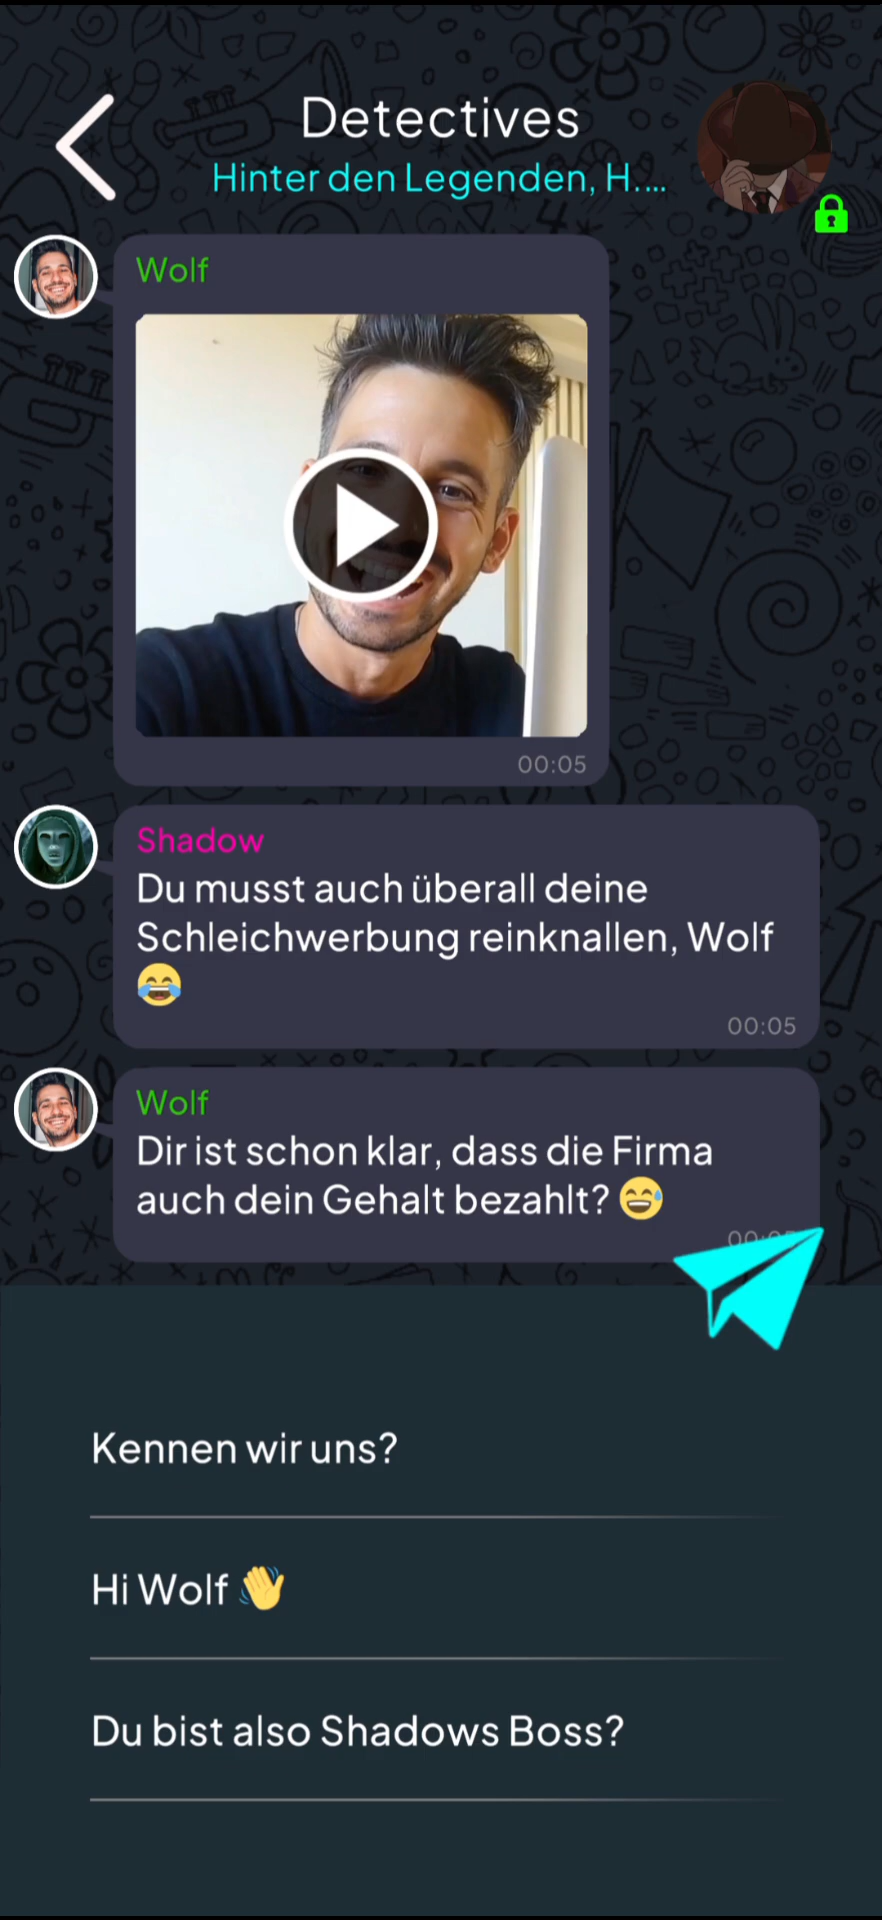 Detectives
Hinter den Legenden, H....
Wolf
00:05
Shadow
Du musst auch überall deine
Schleichwerbung reinknallen, Wolf
😂
00:05
Wolf
Dir ist schon klar, dass die Firma
auch dein Gehalt bezahlt? 😅
Kennen wir uns?
Hi Wolf 👋
Du bist also Shadows Boss?